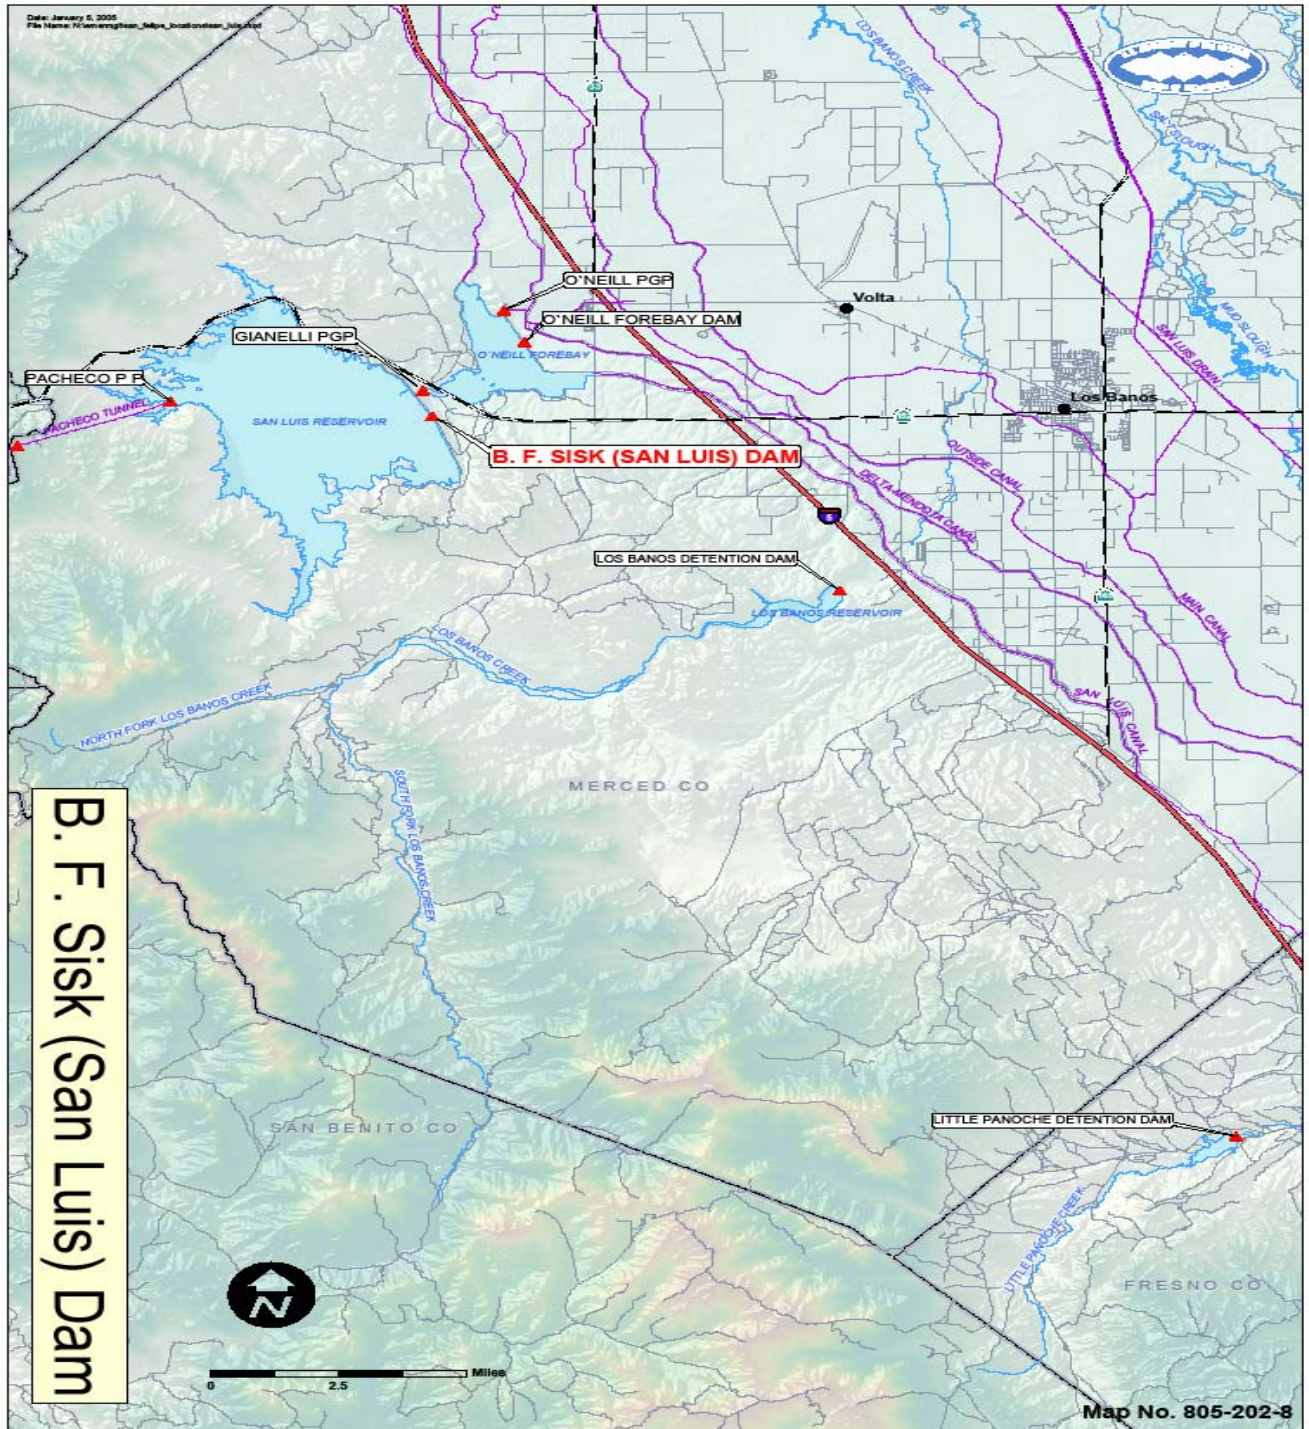 Date: January 5, 2005
LOS BANOS CREEK
SALT SLOUGH
MUD SLOUGH
O'NEILL PGP
Volta
O'NEILL FOREBAY DAM
GIANELLI PGP
SAN LUIS DRAIN
O'NEILL FOREBAY
PACHECO P P
PACHECO TUNNEL
Los Banos
SAN LUIS RESERVOIR
B. F. SISK (SAN LUIS) DAM
OUTSIDE CANAL
DELTA MENDOTA CANAL
5
LOS BANOS DETENTION DAM
LOS BANOS RESERVOIR
MAIN CANAL
LOS BANOS CREEK
NORTH FORK LOS BANOS CREEK
SAN LUIS CANAL
MERCED CO
SOUTH FORK LOS BANOS CREEK
B. F. Sisk (San Luis) Dam
SAN BENITO CO
LITTLE PANOCHE DETENTION DAM
LITTLE PANOCHE CREEK
FRESNO CO
N
0 2.5 Miles
Map No. 805-202-8